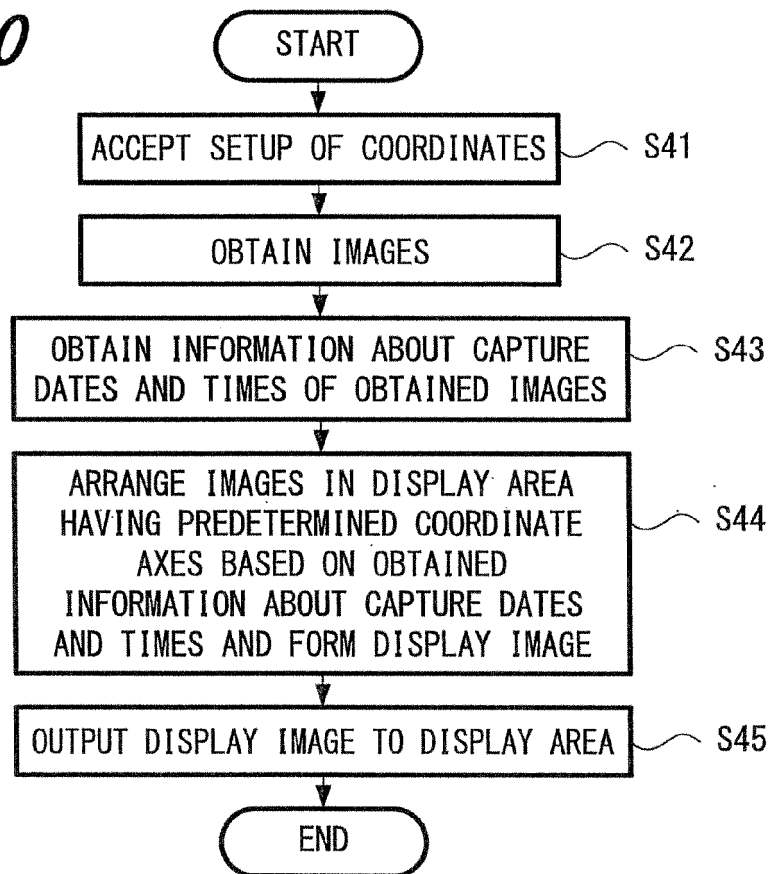 0
START
ACCEPT SETUP OF COORDINATES
S41
OBTAIN IMAGES
S42
OBTAIN INFORMATION ABOUT CAPTURE
DATES AND TIMES OF OBTAINED IMAGES
S43
ARRANGE IMAGES IN DISPLAY AREA
HAVING PREDETERMINED COORDINATE
AXES BASED ON OBTAINED
INFORMATION ABOUT CAPTURE DATES
AND TIMES AND FORM DISPLAY IMAGE
S44
OUTPUT DISPLAY IMAGE TO DISPLAY AREA
S45
END